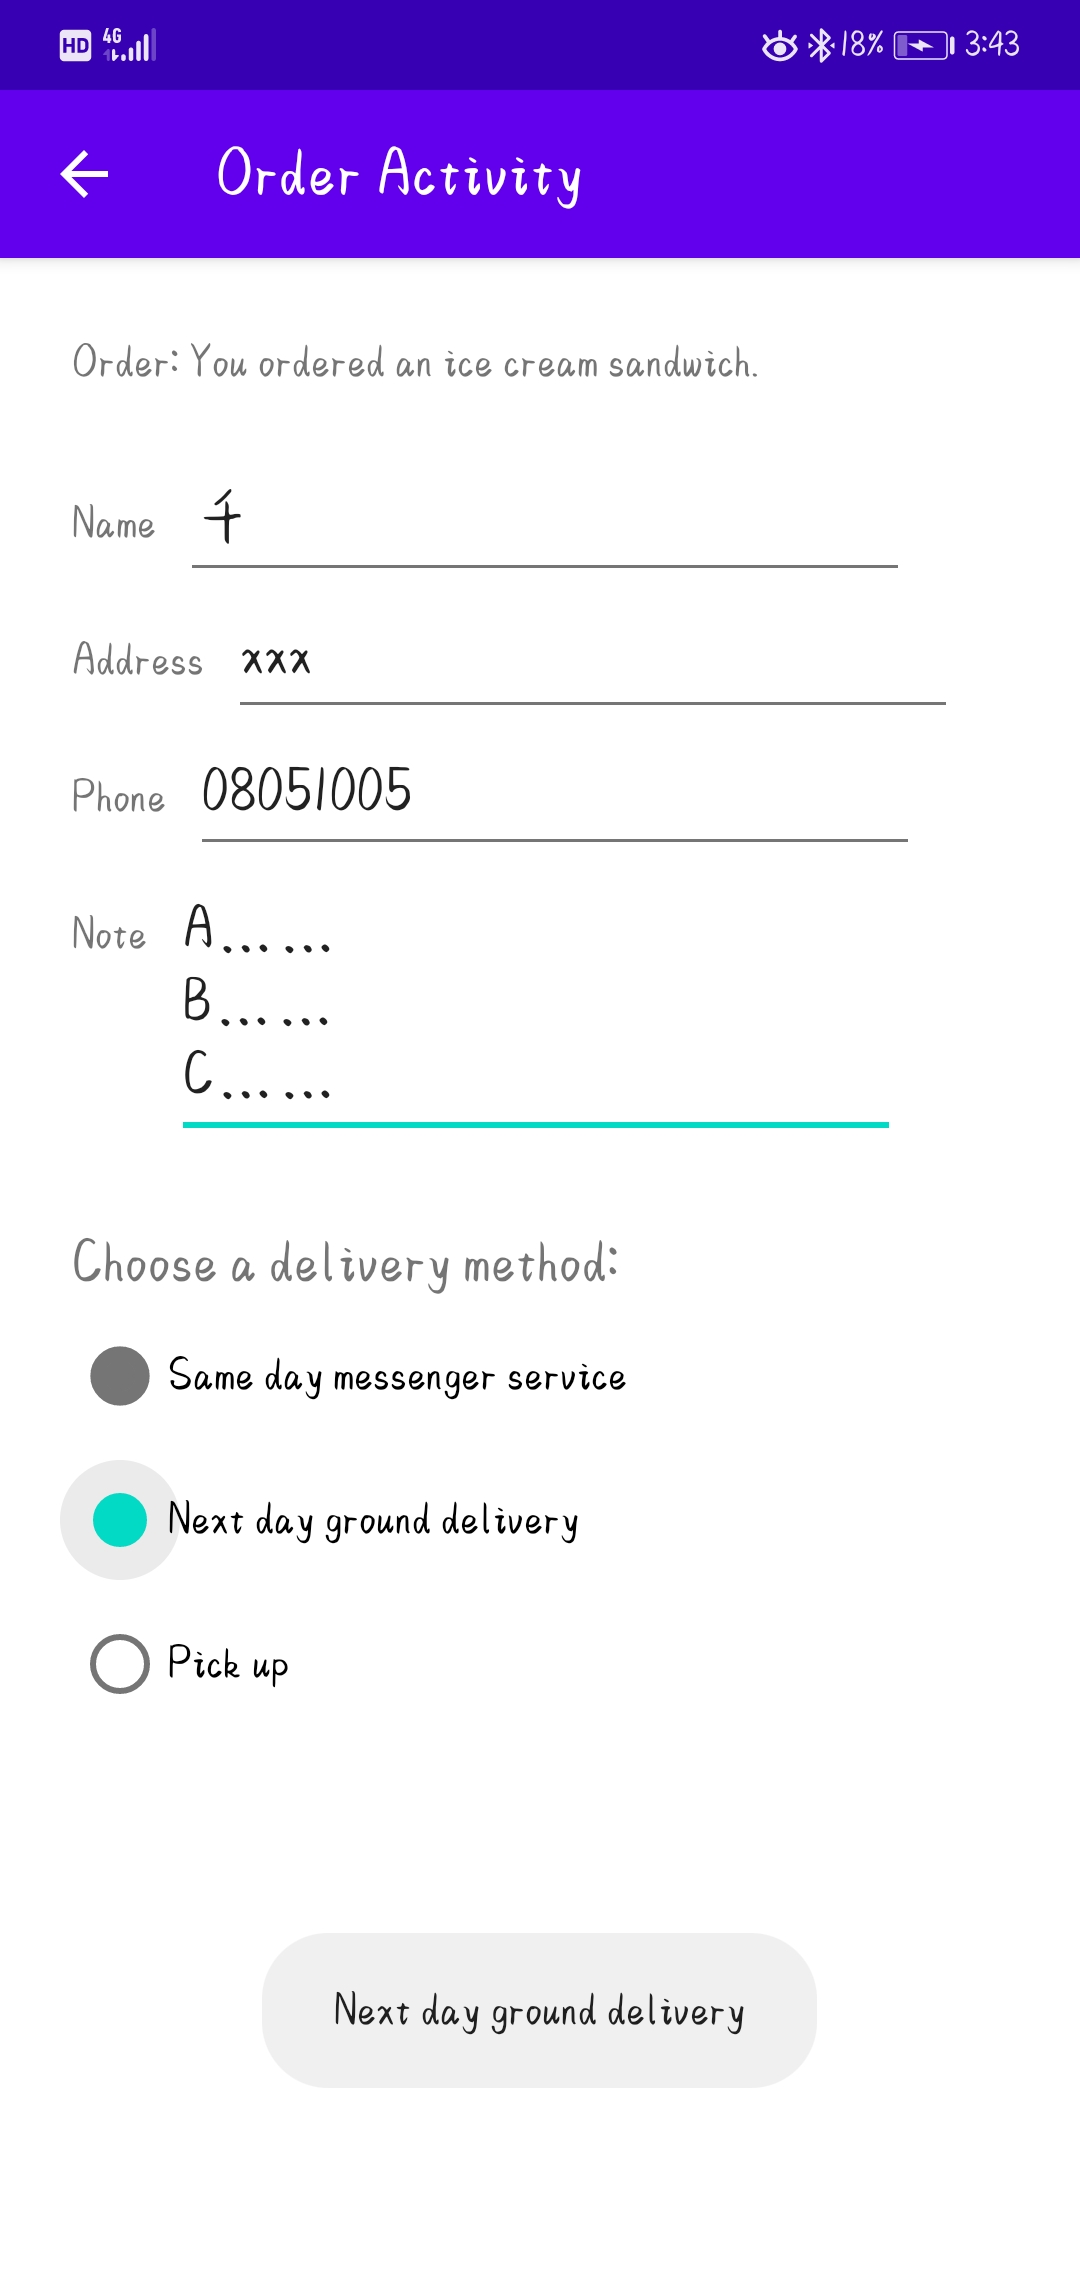 HD 4G 18% 3:43
Order Activity
Order: You ordered an ice cream sandwich.
Name 千
Address xxx
Phone 08051005
Note A……
B……
C……
Choose a delivery method:
Same day messenger service
Next day ground delivery
Pick up
Next day ground delivery